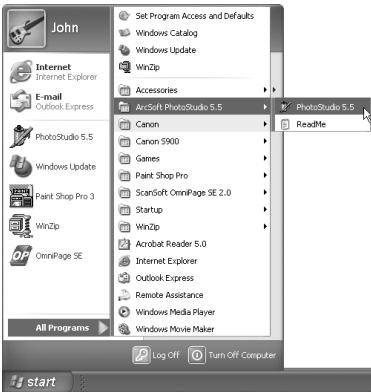 John
Internet
Internet Explorer
E-mail
Outlook Express
PhotoStudio 5.5
Windows Update
Paint Shop Pro 3
WinZip
OmniPage SE
All Programs
Set Program Access and Defaults
Windows Catalog
Windows Update
WinZip
Accessories
ArcSoft PhotoStudio 5.5
Canon
Canon S900
Games
Paint Shop Pro
ScanSoft OmniPage SE 2.0
Startup
WinZip
Acrobat Reader 5.0
Internet Explorer
Outlook Express
Remote Assistance
Windows Media Player
Windows Movie Maker
PhotoStudio 5.5
ReadMe
Log Off
Turn Off Computer
start